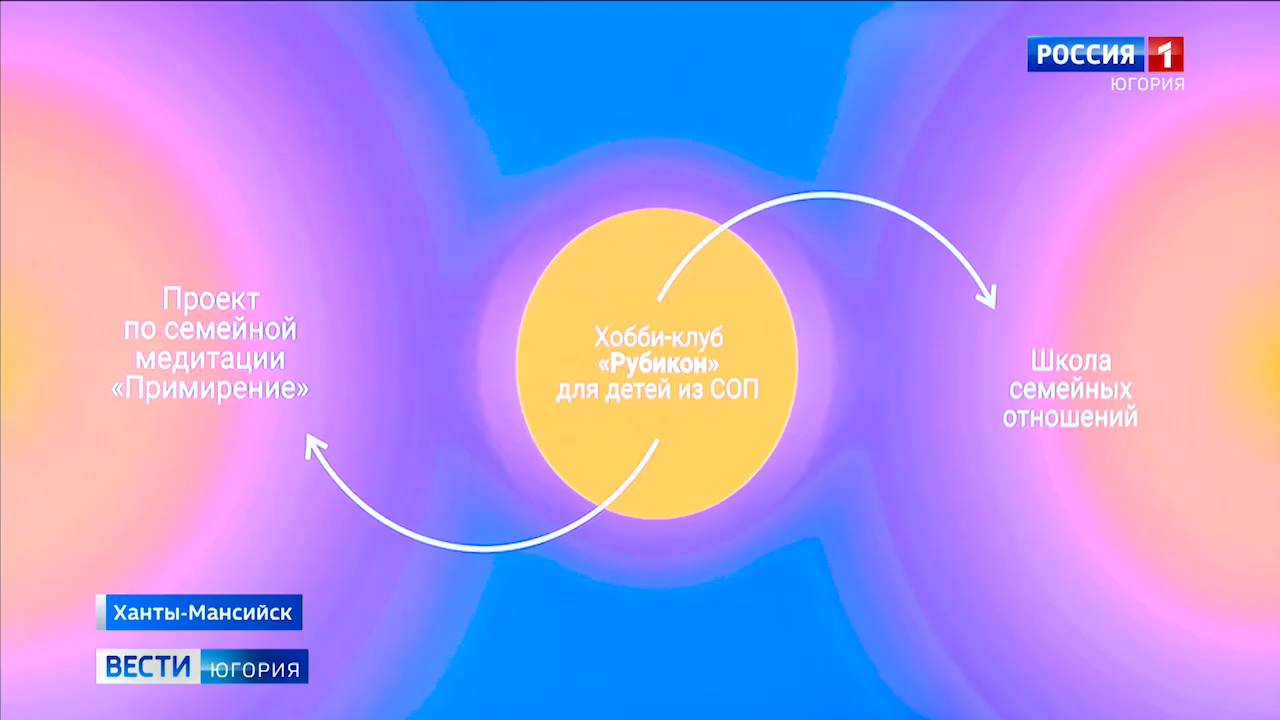 РОССИЯ 1
ЮГОРИЯ
Проект
по семейной
медитации
«Примирение»
Хобби-клуб
«Рубикон»
для детей из СОП
Школа
семейных
отношений
Ханты-Мансийск
ВЕСТИ ЮГОРИЯ